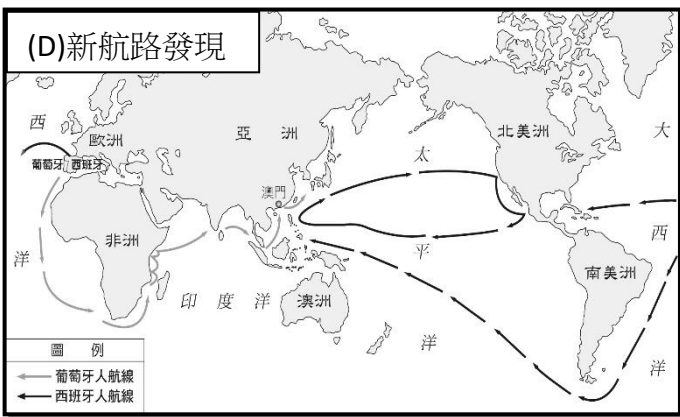 (D)新航路發現
西
歐洲
亞 洲
北美洲
大
葡萄牙
西班牙
太
澳門
非洲
西
洋
平
印 度 洋
澳洲
南美洲
洋
洋
圖 例
葡萄牙人航線
西班牙人航線